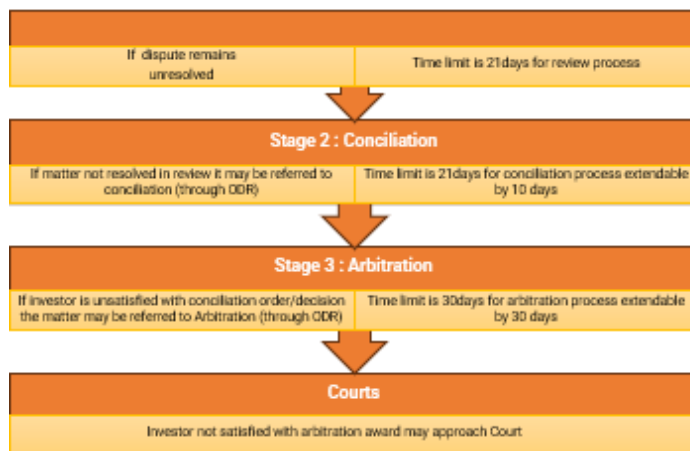 If dispute remains
unresolved
Time limit is 21days for review process
Stage 2 : Conciliation
If matter not resolved in review it may be referred to
conciliation (through ODR)
Time limit is 21days for conciliation process extendable
by 10 days
Stage 3 : Arbitration
If investor is unsatisfied with conciliation order/decision
the matter may be referred to Arbitration (through ODR)
Time limit is 30days for arbitration process extendable
by 30 days
Courts
Investor not satisfied with arbitration award may approach Court